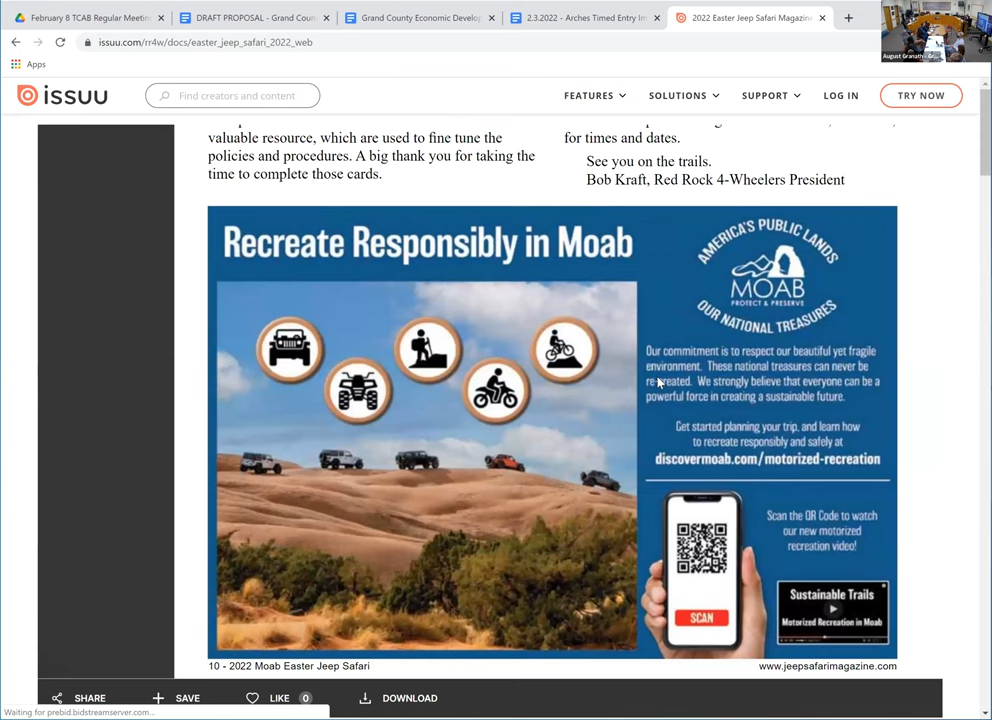 February 8 TCAB Regular Meetin
DRAFT PROPOSAL - Grand Coun
Grand County Economic Develop
2.3.2022 - Arches Timed Entry Im
2022 Easter Jeep Safari Magazin
issuu.com/rr4w/docs/easter_jeep_safari_2022_web
Apps
August Granath - Gr...
issuu
Find creators and content
FEATURES
SOLUTIONS
SUPPORT
LOG IN
TRY NOW
valuable resource, which are used to fine tune the
policies and procedures. A big thank you for taking the
time to complete those cards.
for times and dates.
See you on the trails.
Bob Kraft, Red Rock 4-Wheelers President
Recreate Responsibly in Moab
AMERICA'S PUBLIC LANDS
MOAB
PROTECT & PRESERVE
OUR NATIONAL TREASURES
Our commitment is to respect our beautiful yet fragile
environment. These national treasures can never be
re-created. We strongly believe that everyone can be a
powerful force in creating a sustainable future.
Get started planning your trip, and learn how
to recreate responsibly and safely at
discovermoab.com/motorized-recreation
Scan the QR Code to watch
our new motorized
recreation video!
SCAN
Sustainable Trails
Motorized Recreation in Moab
10 - 2022 Moab Easter Jeep Safari
www.jeepsafarimagazine.com
SHARE
SAVE
LIKE 0
DOWNLOAD
Waiting for prebid.bidstreamserver.com...